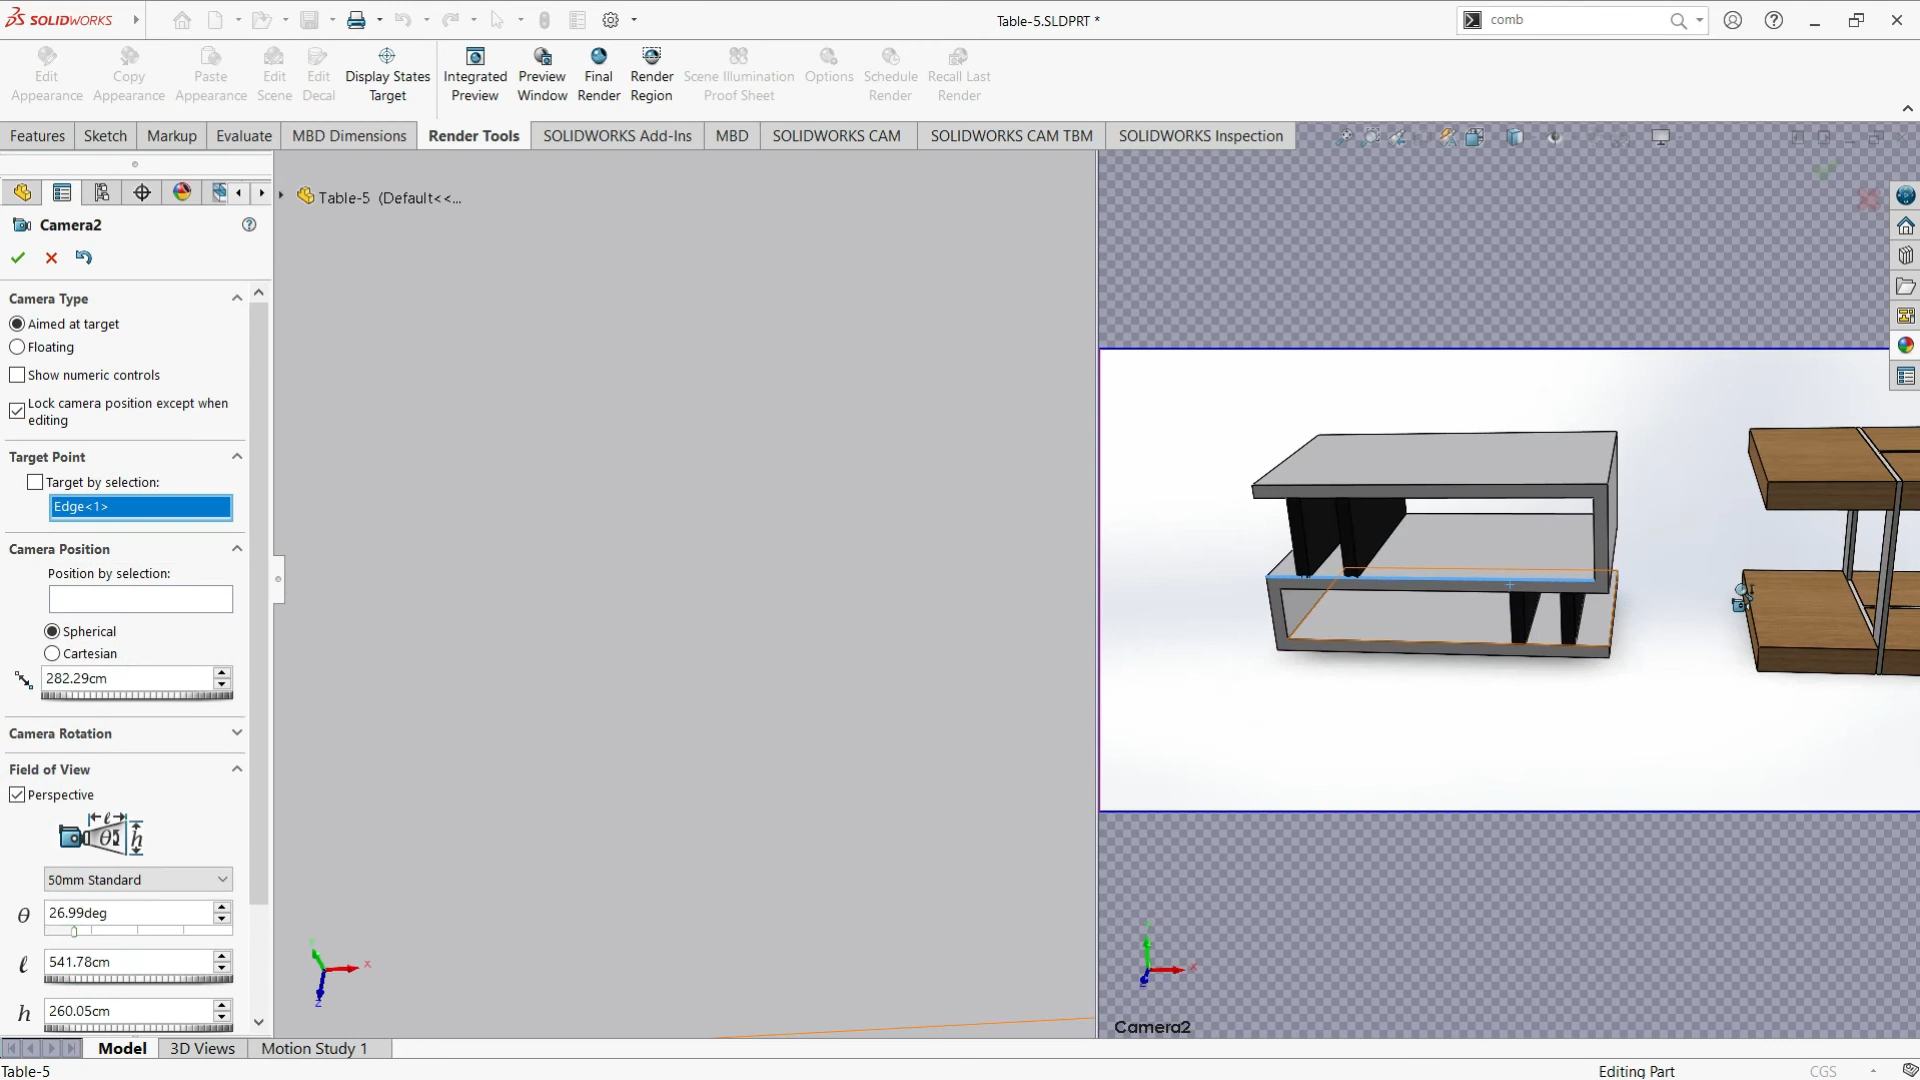 SOLIDWORKS
Table-5.SLDPRT *
comb
Edit Appearance
Copy Appearance
Paste Appearance
Edit Scene
Edit Decal
Display States Target
Integrated Preview
Preview Window
Final Render
Render Region
Scene Illumination Proof Sheet
Options
Schedule Render
Recall Last Render
Features
Sketch
Markup
Evaluate
MBD Dimensions
Render Tools
SOLIDWORKS Add-Ins
MBD
SOLIDWORKS CAM
SOLIDWORKS CAM TBM
SOLIDWORKS Inspection
Table-5 (Default<<...
Camera2
Camera Type
Aimed at target
Floating
Show numeric controls
Lock camera position except when
editing
Target Point
Target by selection:
Edge<1>
Camera Position
Position by selection:
Spherical
Cartesian
282.29cm
Camera Rotation
Field of View
Perspective
ℓ
θ
h
50mm Standard
θ 26.99deg
ℓ 541.78cm
h 260.05cm
X
Z
X
Z
Camera2
Model
3D Views
Motion Study 1
Table-5
Editing Part
CGS